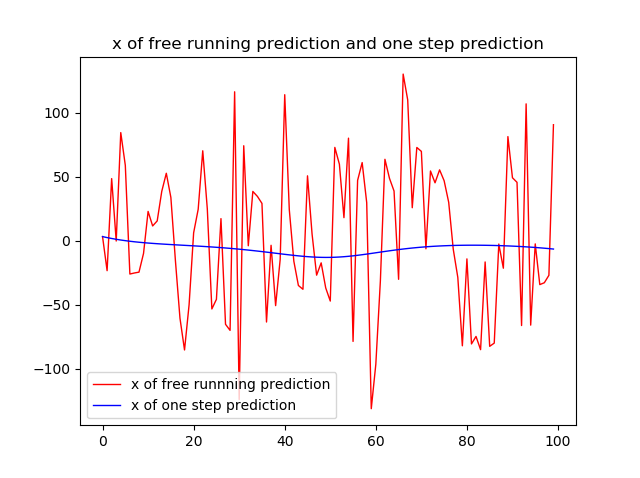 x of free running prediction and one step prediction
100
50
0
−50
−100
x of free runnning prediction
x of one step prediction
0 20 40 60 80 100